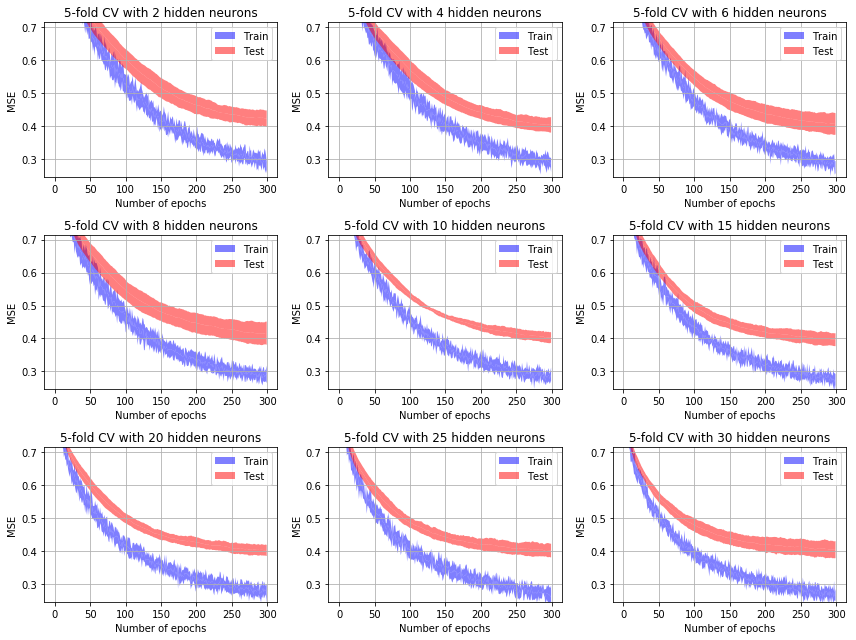 5-fold CV with 2 hidden neurons
0.7
0.6
0.5
0.4
0.3
MSE
Train
Test
0 50 100 150 200 250 300
Number of epochs
5-fold CV with 4 hidden neurons
0.7
0.6
0.5
0.4
0.3
MSE
Train
Test
0 50 100 150 200 250 300
Number of epochs
5-fold CV with 6 hidden neurons
0.7
0.6
0.5
0.4
0.3
MSE
Train
Test
0 50 100 150 200 250 300
Number of epochs
5-fold CV with 8 hidden neurons
0.7
0.6
0.5
0.4
0.3
MSE
Train
Test
0 50 100 150 200 250 300
Number of epochs
5-fold CV with 10 hidden neurons
0.7
0.6
0.5
0.4
0.3
MSE
Train
Test
0 50 100 150 200 250 300
Number of epochs
5-fold CV with 15 hidden neurons
0.7
0.6
0.5
0.4
0.3
MSE
Train
Test
0 50 100 150 200 250 300
Number of epochs
5-fold CV with 20 hidden neurons
0.7
0.6
0.5
0.4
0.3
MSE
Train
Test
0 50 100 150 200 250 300
Number of epochs
5-fold CV with 25 hidden neurons
0.7
0.6
0.5
0.4
0.3
MSE
Train
Test
0 50 100 150 200 250 300
Number of epochs
5-fold CV with 30 hidden neurons
0.7
0.6
0.5
0.4
0.3
MSE
Train
Test
0 50 100 150 200 250 300
Number of epochs